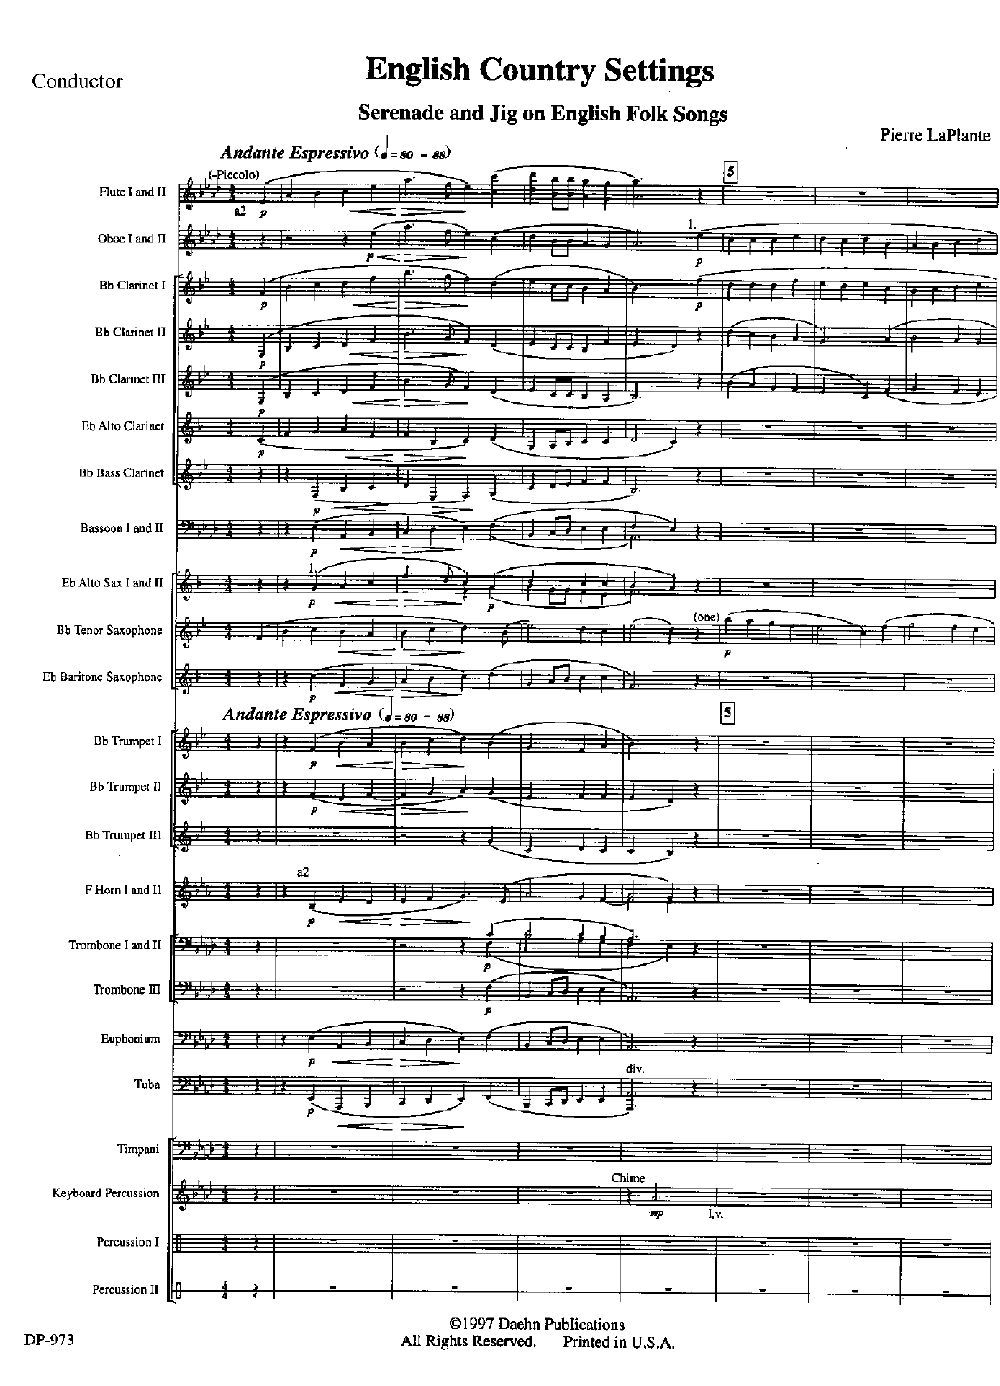 English Country Settings
Conductor
Serenade and Jig on English Folk Songs
Pierre LaPlante
Andante Espressivo (♩= 80 - 88)
(-Piccolo)
5
Flute I and II
a2 p
1.
Oboe I and II
p p
Bb Clarinet I
p p
Bb Clarinet II
p
Bb Clarinet III
p
Eb Alto Clarinet
p
Bb Bass Clarinet
p
Bassoon I and II
p
1.
Eb Alto Sax I and II
p p
(one)
Bb Tenor Saxophone
p
Eb Baritone Saxophone
p
Andante Espressivo (♩= 80 - 88)
5
Bb Trumpet I
p
Bb Trumpet II
p
Bb Trumpet III
a2
F Horn I and II
p
Trombone I and II
p
Trombone III
p
Euphonium
p
div.
Tuba
p
Timpani
Chime
Keyboard Percussion
mp l.v.
Percussion I
Percussion II
©1997 Daehn Publications
DP-973
All Rights Reserved. Printed in U.S.A.